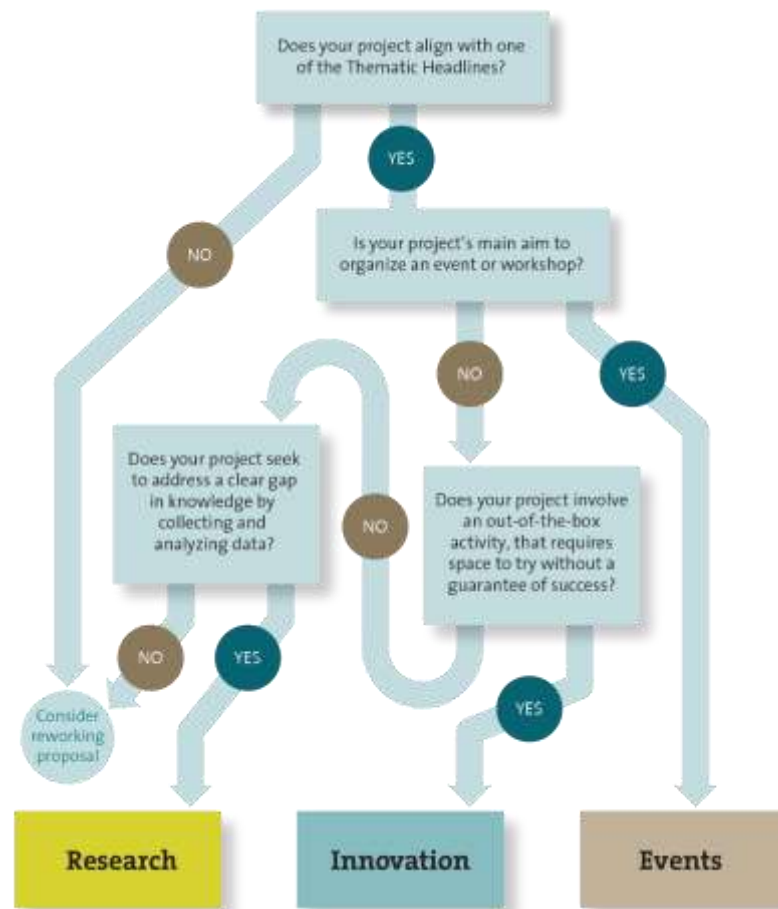 Does your project align with one
of the Thematic Headlines?
YES
NO
Is your project's main aim to
organize an event or workshop?
NO
YES
Does your project seek
to address a clear gap
in knowledge by
collecting and
analyzing data?
Does your project involve
an out-of-the-box
activity, that requires
space to try without a
guarantee of success?
NO
NO
YES
YES
Consider
reworking
proposal
Research
Innovation
Events